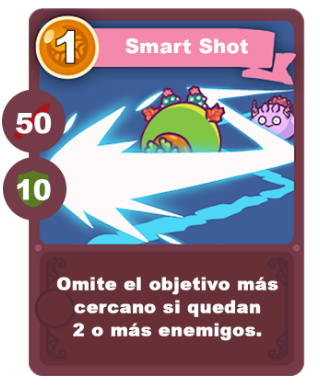 1
Smart Shot
50
10
Omite el objetivo más
cercano si quedan
2 o más enemigos.